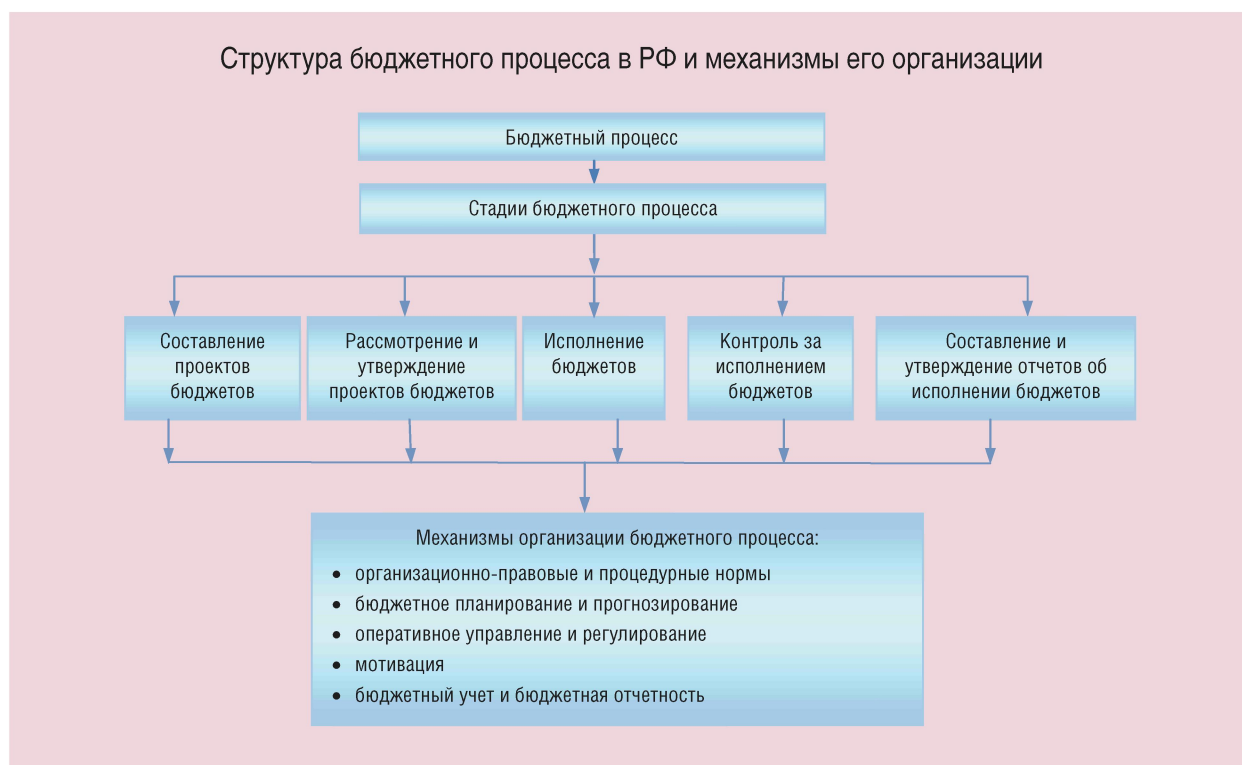 Структура бюджетного процесса в РФ и механизмы его организации
Бюджетный процесс
Стадии бюджетного процесса
Составление
проектов
бюджетов
Рассмотрение и
утверждение
проектов бюджетов
Исполнение
бюджетов
Контроль за
исполнением
бюджетов
Составление и
утверждение отчетов об
исполнении бюджетов
Механизмы организации бюджетного процесса:
• организационно-правовые и процедурные нормы
• бюджетное планирование и прогнозирование
• оперативное управление и регулирование
• мотивация
• бюджетный учет и бюджетная отчетность